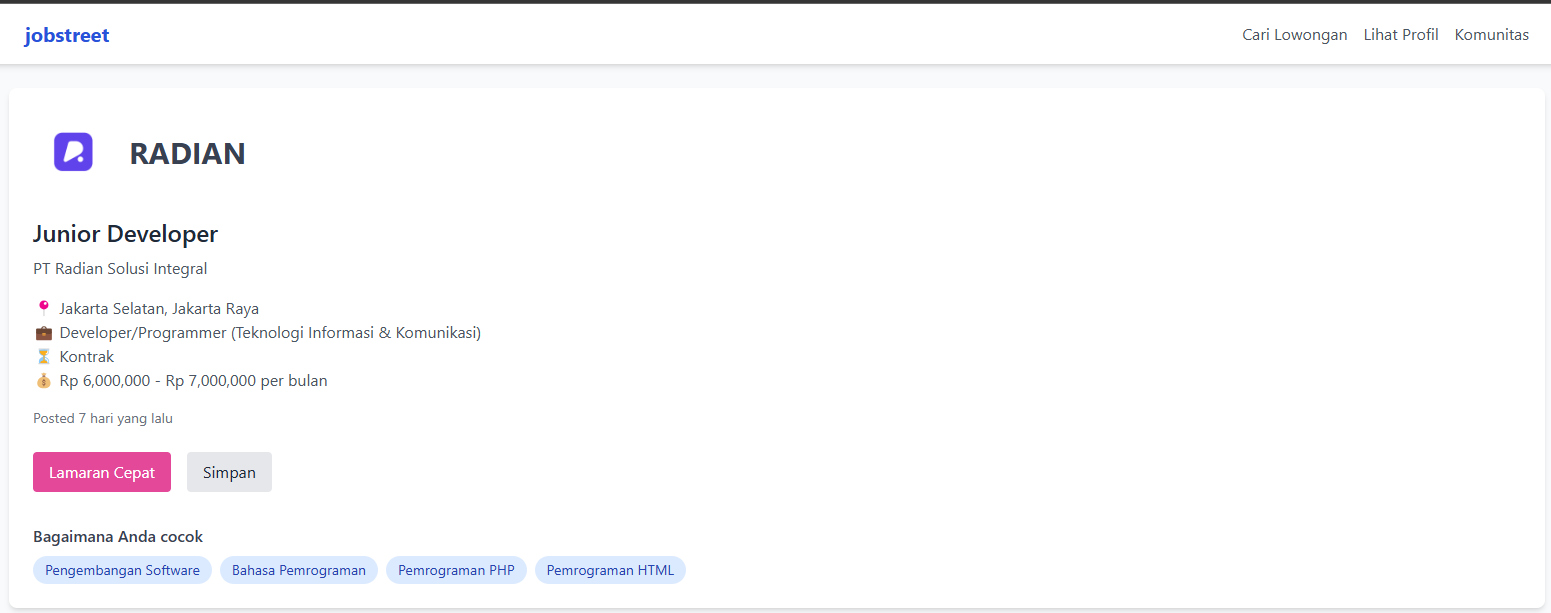 jobstreet
Cari Lowongan Lihat Profil Komunitas
RADIAN
Junior Developer
PT Radian Solusi Integral
Jakarta Selatan, Jakarta Raya
Developer/Programmer (Teknologi Informasi & Komunikasi)
Kontrak
Rp 6,000,000 - Rp 7,000,000 per bulan
Posted 7 hari yang lalu
Lamaran Cepat Simpan
Bagaimana Anda cocok
Pengembangan Software Bahasa Pemrograman Pemrograman PHP Pemrograman HTML